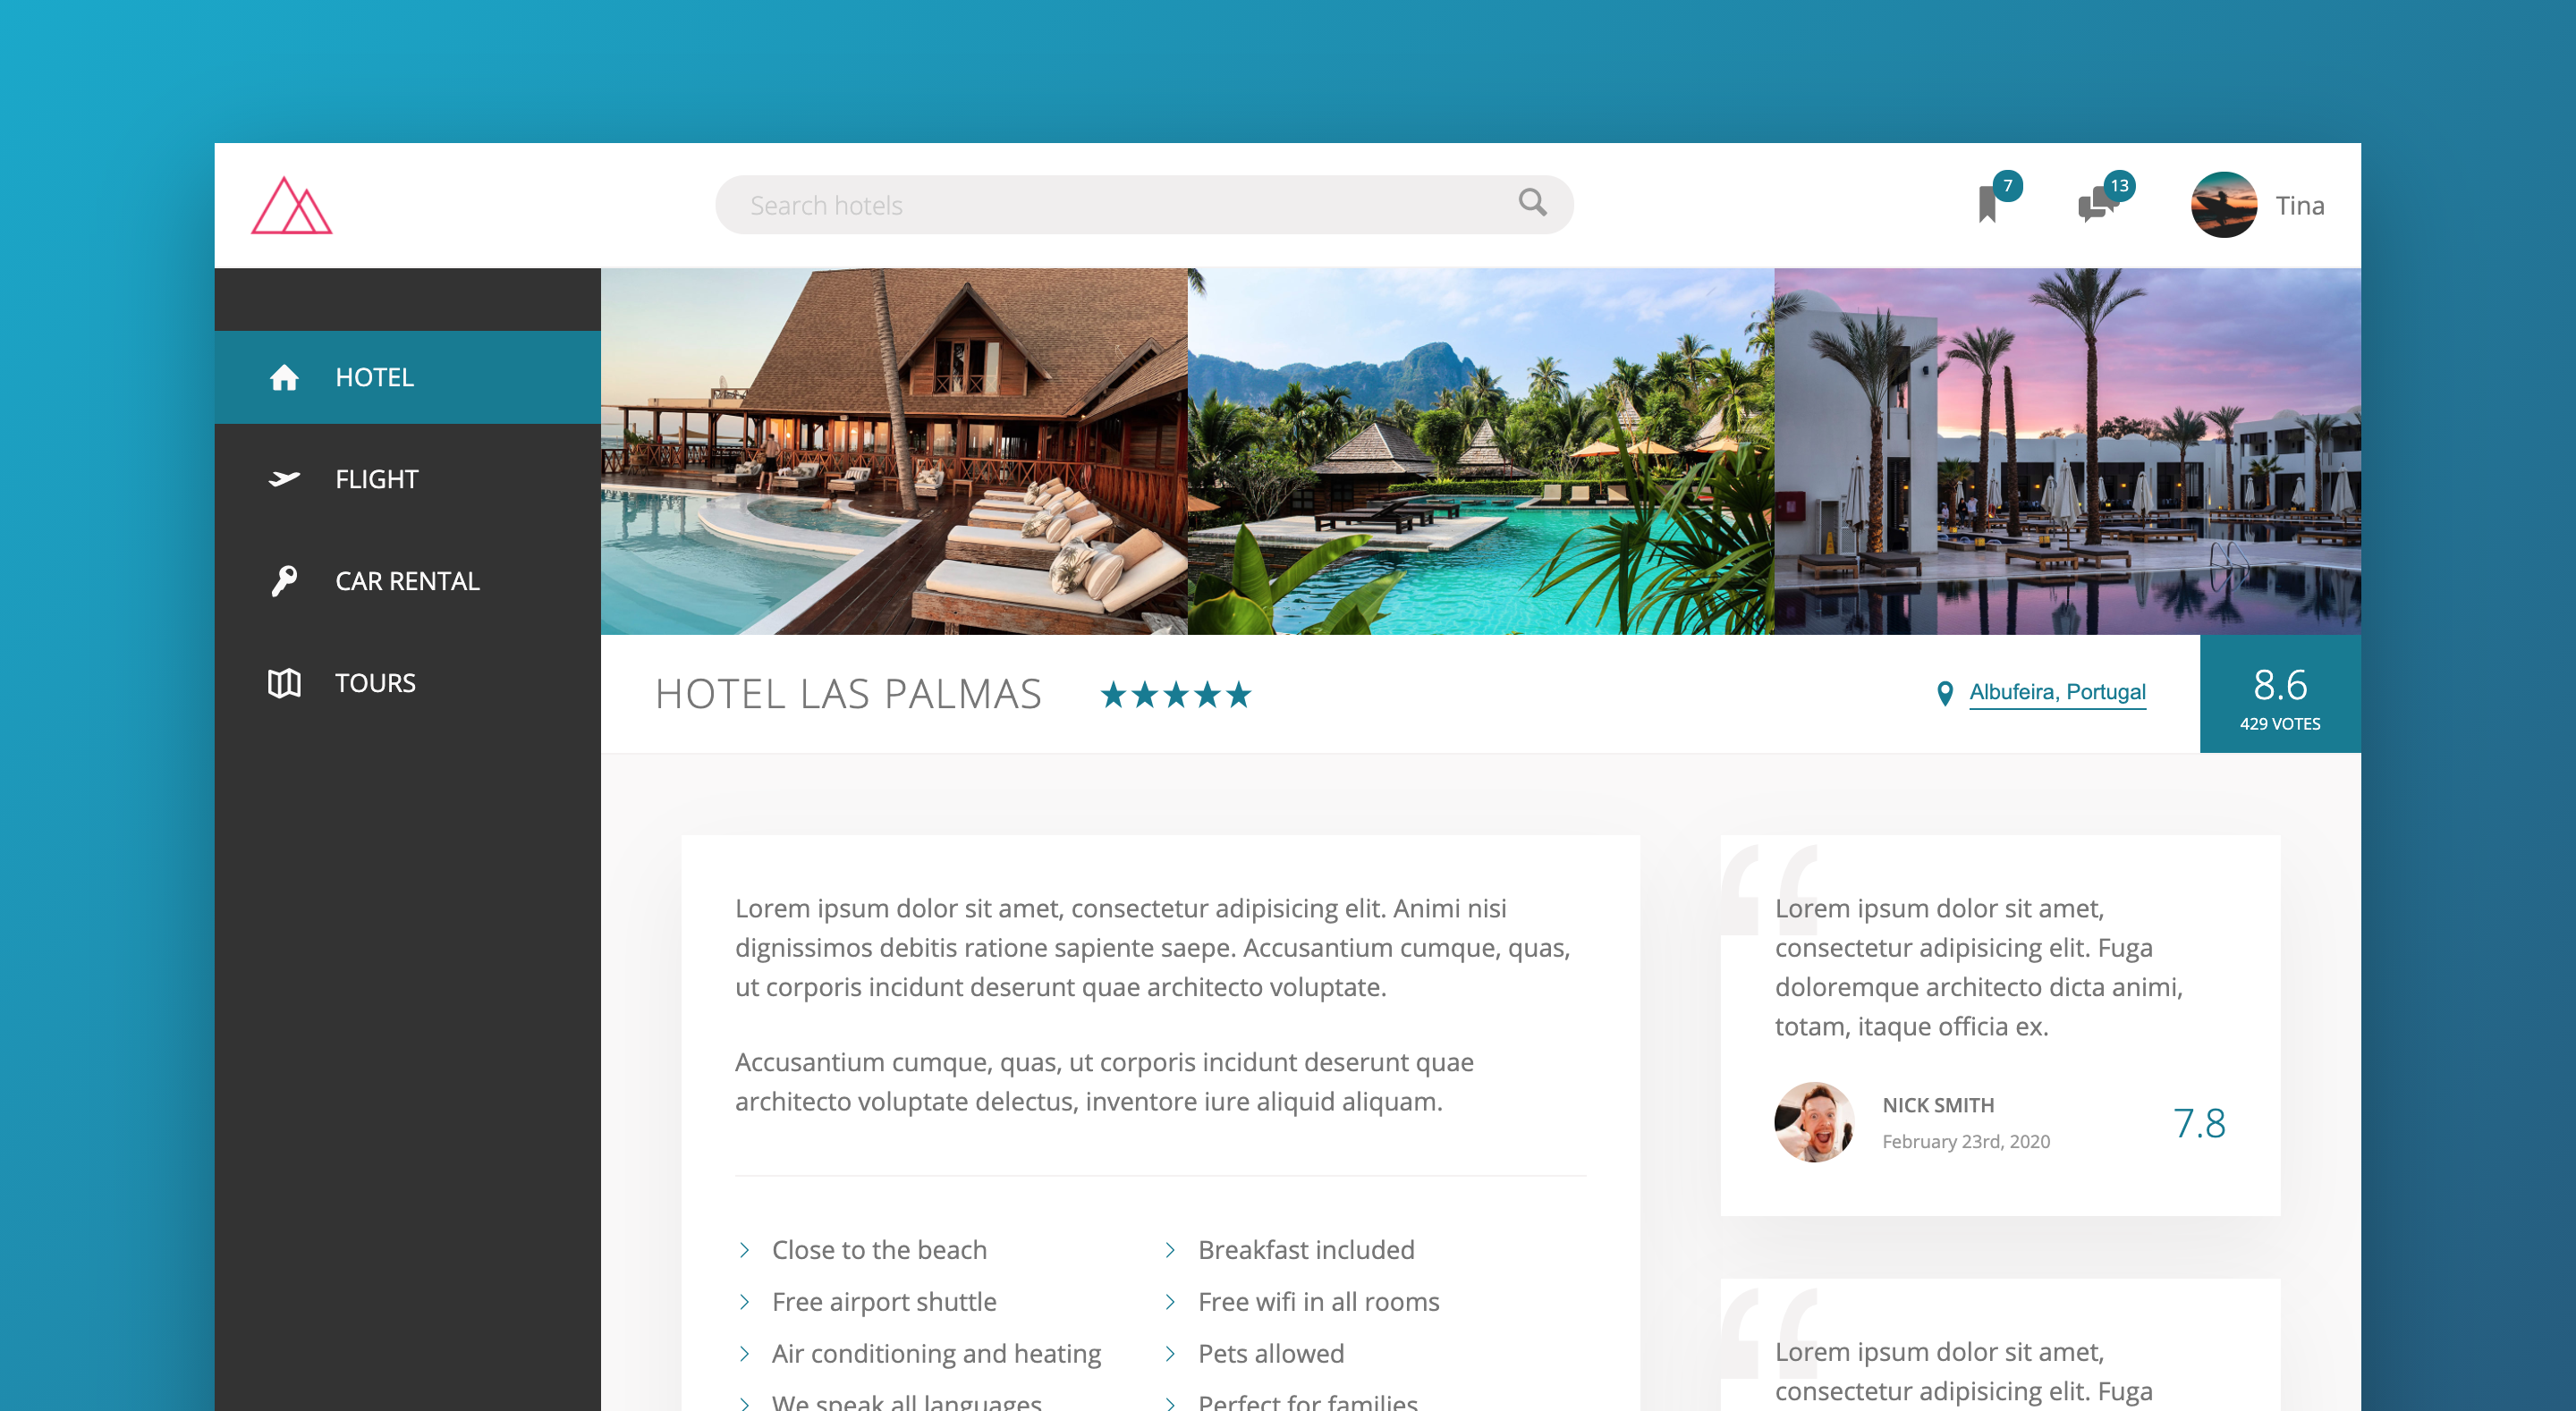 Search hotels
7
13
Tina
HOTEL
FLIGHT
CAR RENTAL
TOURS
HOTEL LAS PALMAS
Albufeira, Portugal
8.6
429 VOTES
Lorem ipsum dolor sit amet, consectetur adipisicing elit. Animi nisi
dignissimos debitis ratione sapiente saepe. Accusantium cumque, quas,
ut corporis incidunt deserunt quae architecto voluptate.
Accusantium cumque, quas, ut corporis incidunt deserunt quae
architecto voluptate delectus, inventore iure aliquid aliquam.
Close to the beach
Breakfast included
Free airport shuttle
Free wifi in all rooms
Air conditioning and heating
Pets allowed
We speak all languages
Perfect for families
“
Lorem ipsum dolor sit amet,
consectetur adipisicing elit. Fuga
doloremque architecto dicta animi,
totam, itaque officia ex.
NICK SMITH
February 23rd, 2020
7.8
“
Lorem ipsum dolor sit amet,
consectetur adipisicing elit. Fuga